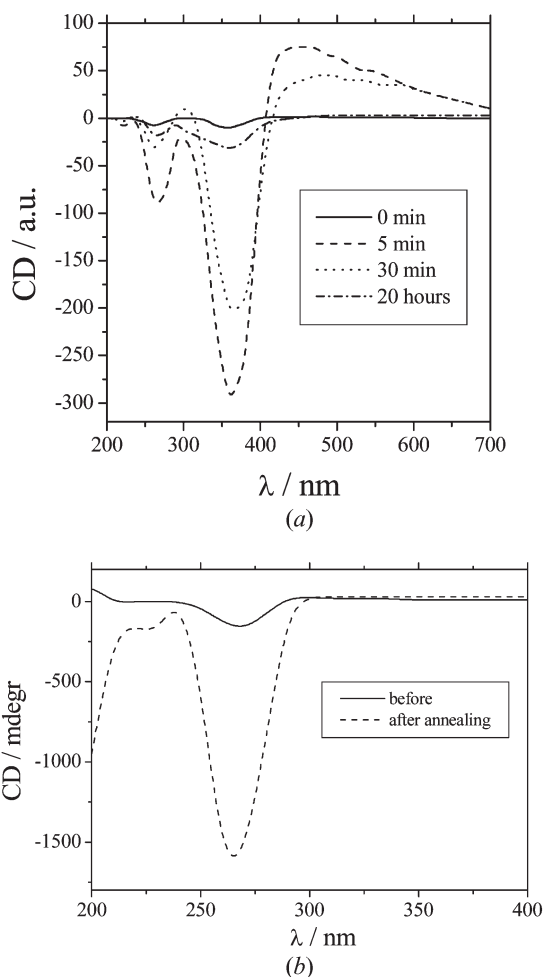 100
50
0
-50
-100
-150
-200
-250
-300
CD / a.u.
0 min
5 min
30 min
20 hours
200 300 400 500 600 700
λ / nm
(a)
0
-500
-1000
-1500
CD / mdegr
before
after annealing
200 250 300 350 400
λ / nm
(b)